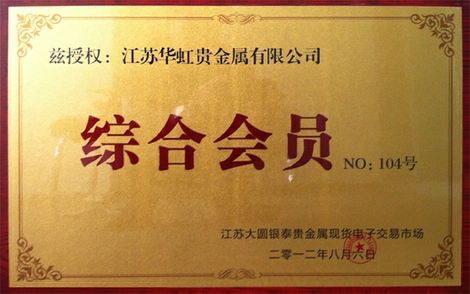 兹授权：江苏华虹贵金属有限公司
综合会员 NO：104号
江苏大圆银泰贵金属现货电子交易市场
二零一二年八月六日